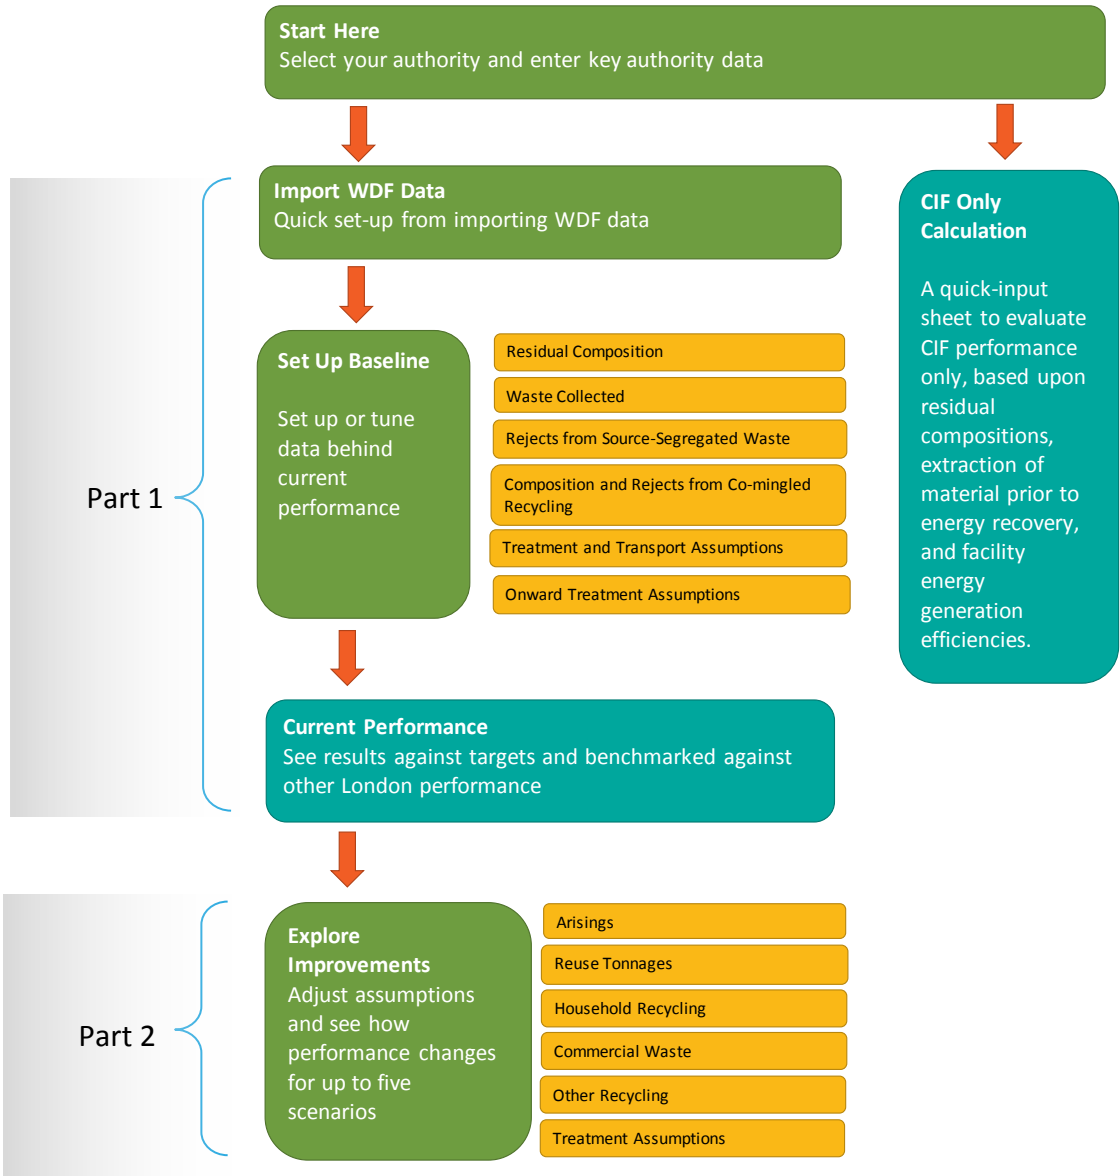 Start Here
Select your authority and enter key authority data
Import WDF Data
Quick set-up from importing WDF data
CIF Only
Calculation
A quick-input
sheet to evaluate
CIF performance
only, based upon
residual
compositions,
extraction of
material prior to
energy recovery,
and facility
energy
generation
efficiencies.
Part 1
Set Up Baseline
Set up or tune
data behind
current
performance
Residual Composition
Waste Collected
Rejects from Source-Segregated Waste
Composition and Rejects from Co-mingled
Recycling
Treatment and Transport Assumptions
Onward Treatment Assumptions
Current Performance
See results against targets and benchmarked against
other London performance
Part 2
Explore
Improvements
Adjust assumptions
and see how
performance changes
for up to five
scenarios
Arisings
Reuse Tonnages
Household Recycling
Commercial Waste
Other Recycling
Treatment Assumptions